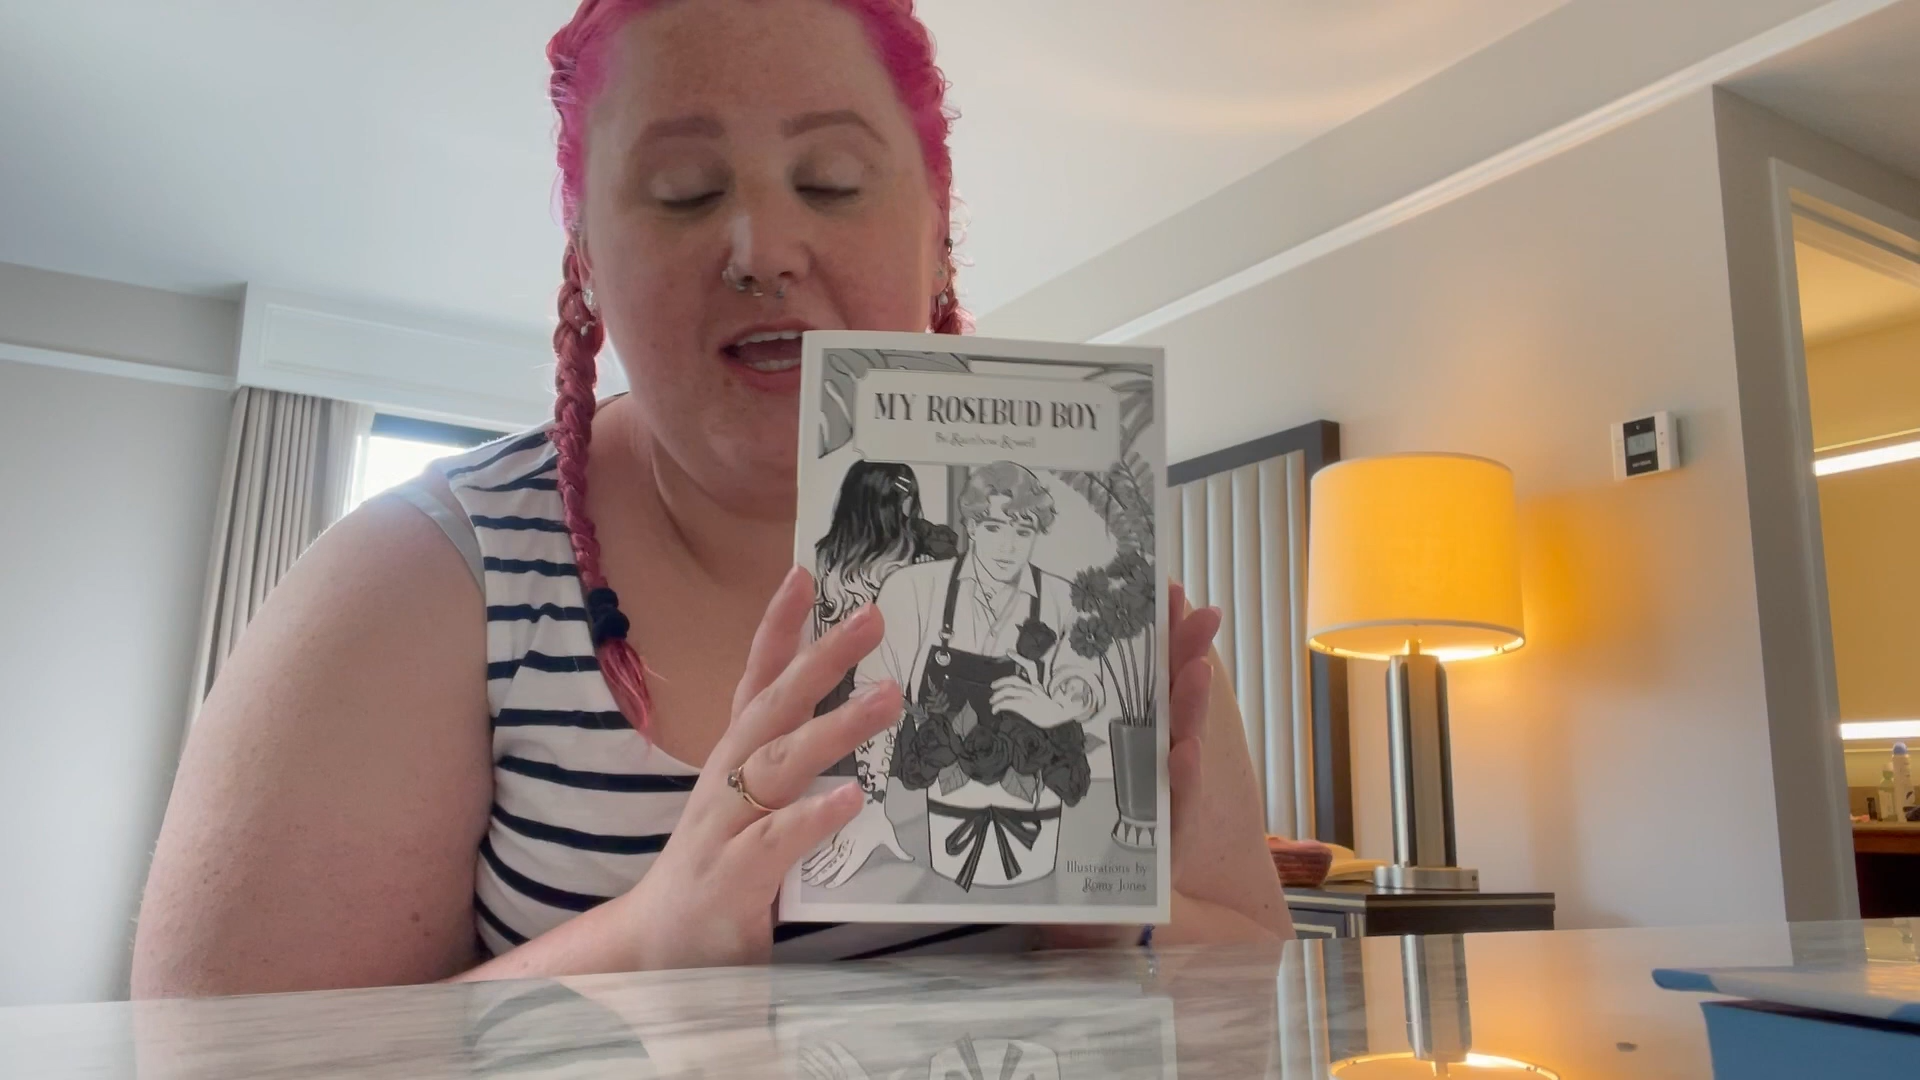 MY ROSEBUD BOY
By Rainbow Rowell
Illustrations by
Romy Jones